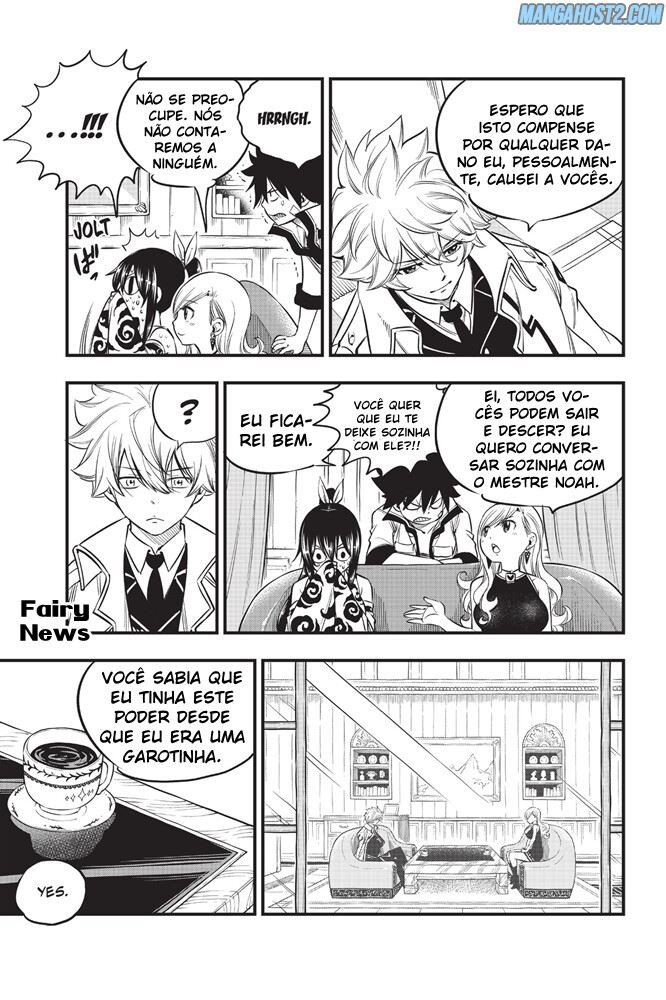 MANGAHOST2.COM
ESPERO QUE
ISTO COMPENSE
POR QUALQUER DA-
NO EU, PESSOALMEN-
TE, CAUSEI A VOCÊS.
HRRNGH.
NÃO SE PREO-
CUPE. NÓS
NÃO CONTA-
REMOS A
NINGUÉM.
...!!!
JOLT
ばっ
EI, TODOS VO-
CÊS PODEM SAIR
E DESCER? EU
QUERO CONVER-
SAR SOZINHA COM
O MESTRE NOAH.
VOCÊ QUER
QUE EU TE
DEIXE SOZINHA
COM ELE?!!
EU FICA-
REI BEM.
?
Fairy
News
VOCÊ SABIA QUE
EU TINHA ESTE
PODER DESDE
QUE EU ERA UMA
GAROTINHA.
YES.